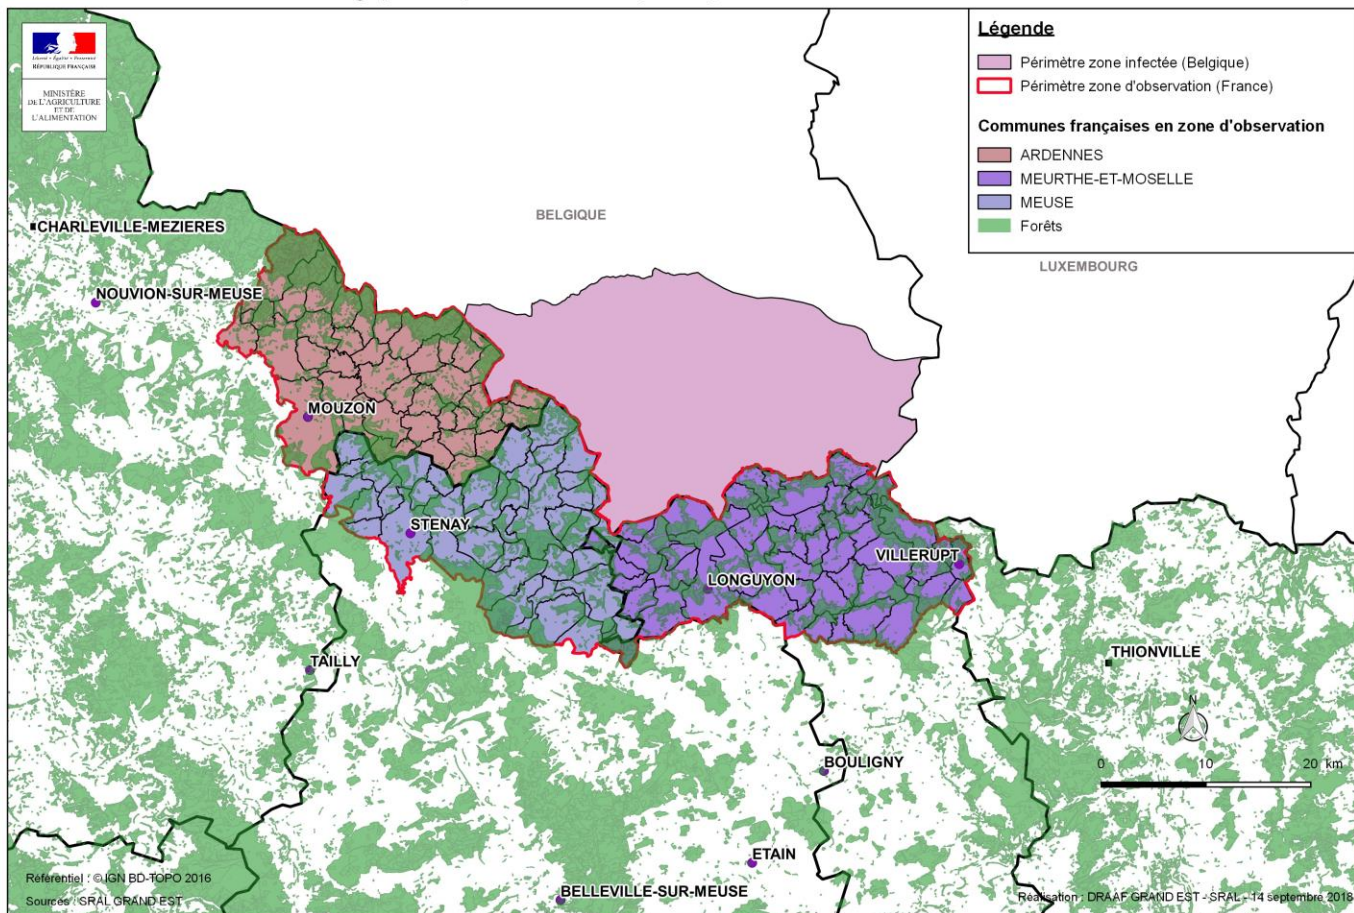 Liberté • Égalité • Fraternité
RÉPUBLIQUE FRANÇAISE
MINISTÈRE
DE L'AGRICULTURE
ET DE
L'ALIMENTATION
Légende
Périmètre zone infectée (Belgique)
Périmètre zone d'observation (France)
Communes françaises en zone d'observation
ARDENNES
MEURTHE-ET-MOSELLE
MEUSE
Forêts
BELGIQUE
CHARLEVILLE-MEZIERES
LUXEMBOURG
NOUVION-SUR-MEUSE
MOUZON
STENAY
VILLERUPT
LONGUYON
TAILLY
THIONVILLE
N
BOULIGNY
0 10 20 km
ETAIN
BELLEVILLE-SUR-MEUSE
Référentiel : © IGN BD-TOPO 2016
Sources : SRAL GRAND EST
Réalisation : DRAAF GRAND EST - SRAL - 14 septembre 2018